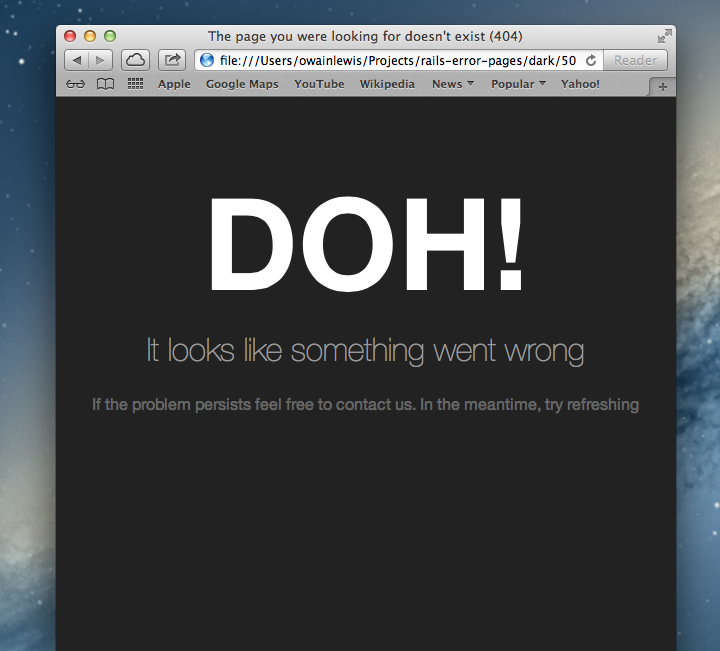 The page you were looking for doesn't exist (404)
file:///Users/owainlewis/Projects/rails-error-pages/dark/50
Reader
Apple Google Maps YouTube Wikipedia News Popular Yahoo!
DOH!
It looks like something went wrong
If the problem persists feel free to contact us. In the meantime, try refreshing